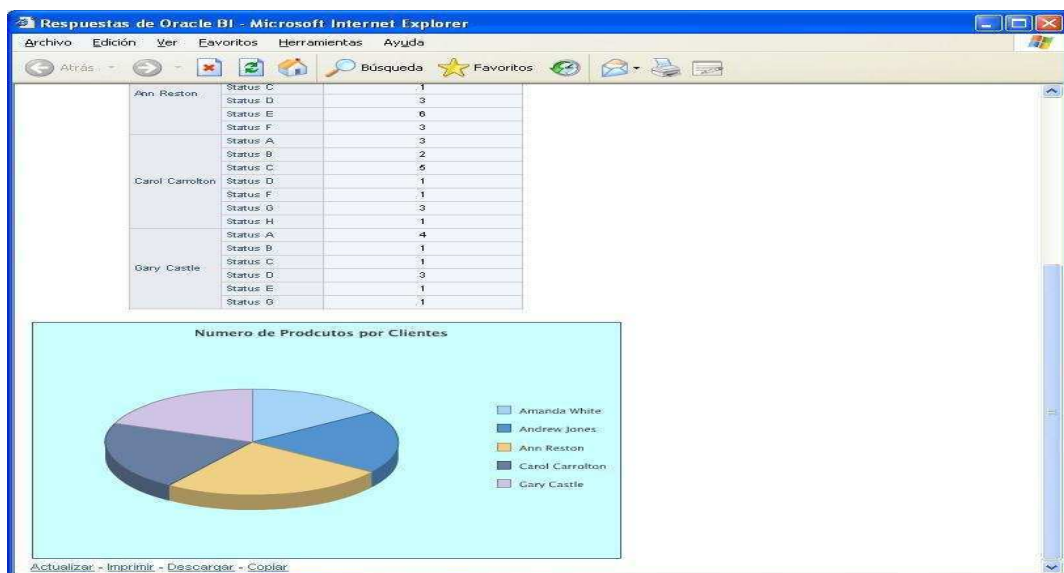 Respuestas de Oracle BI - Microsoft Internet Explorer
Archivo Edición Ver Favoritos Herramientas Ayuda
Atrás Búsqueda Favoritos
Ann Reston
Status C 1
Status D 3
Status E 6
Status F 3
Carol Carrolton
Status A 3
Status B 2
Status C 5
Status D 1
Status F 1
Status G 3
Status H 1
Gary Castle
Status A 4
Status B 1
Status C 1
Status D 3
Status E 1
Status G 1
Numero de Prodcutos por Clientes
Amanda White
Andrew Jones
Ann Reston
Carol Carrolton
Gary Castle
Actualizar - Imprimir - Descargar - Copiar